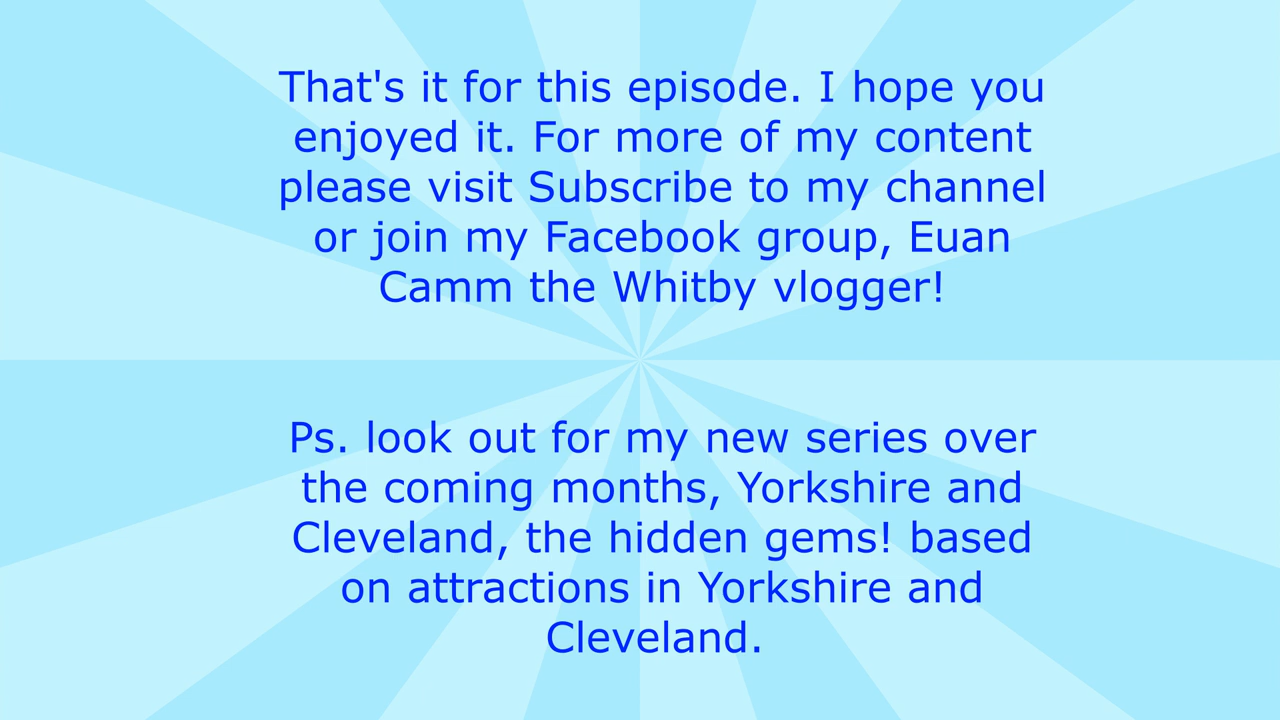 That's it for this episode. I hope you
enjoyed it. For more of my content
please visit Subscribe to my channel
or join my Facebook group, Euan
Camm the Whitby vlogger!
Ps. look out for my new series over
the coming months, Yorkshire and
Cleveland, the hidden gems! based
on attractions in Yorkshire and
Cleveland.